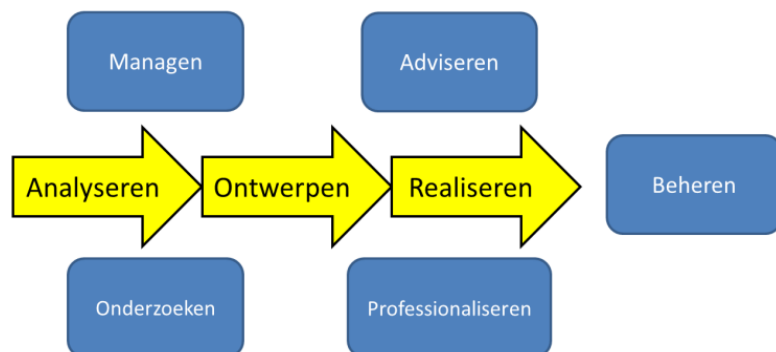 Managen
Adviseren
Analyseren
Ontwerpen
Realiseren
Beheren
Onderzoeken
Professionaliseren